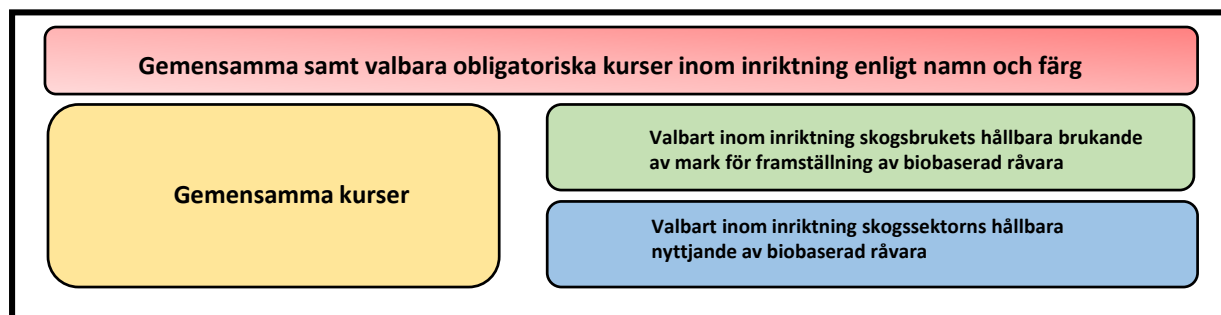 Gemensamma samt valbara obligatoriska kurser inom inriktning enligt namn och färg
Gemensamma kurser
Valbart inom inriktning skogsbrukets hållbara brukande
av mark för framställning av biobaserad råvara
Valbart inom inriktning skogssektorns hållbara
nyttjande av biobaserad råvara